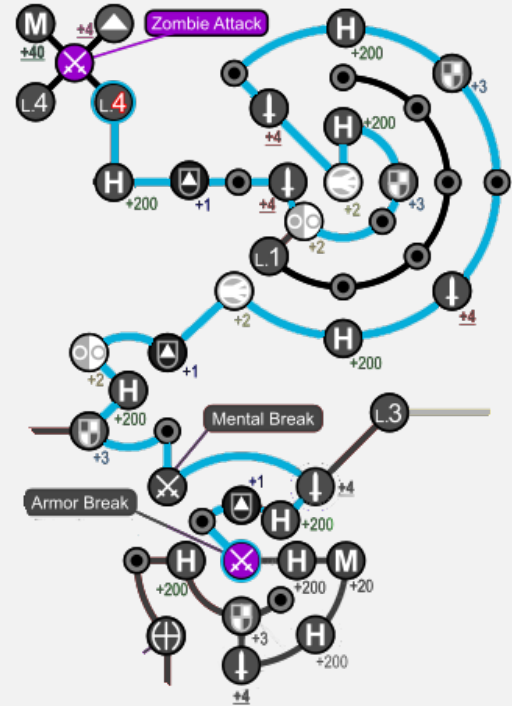 M
+4
Zombie Attack
+40
L.4
L.4
H
+200
+3
+4
H
+200
H
+200
+1
+4
+2
+3
+2
L.1
+2
+4
H
+200
+2
+1
H
+200
+3
L.3
Mental Break
+4
+1
Armor Break
H
+200
H
+200
H
+200
M
+20
+3
H
+200
+4